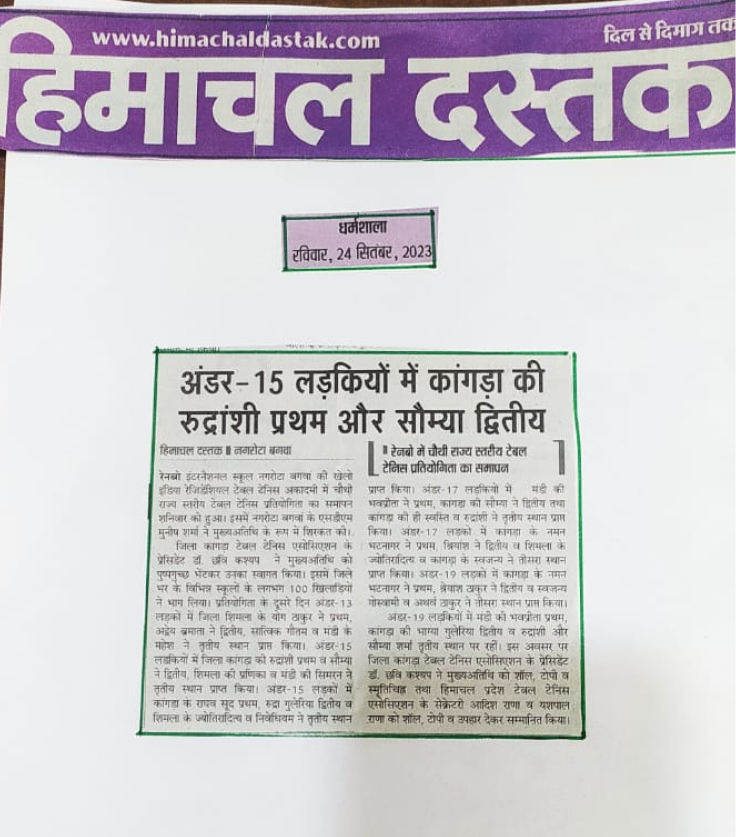 www.himachaldastak.com
दिल से दिमाग तक
हिमाचल दस्तक
धर्मशाला
रविवार, 24 सितंबर, 2023
अंडर-15 लड़कियों में कांगड़ा की
रुद्रांशी प्रथम और सौम्या द्वितीय
हिमाचल दस्तक ॥ नगरोटा बगवां
रेनबो इंटरनैशनल स्कूल नगरोटा बगवां की खेलो
इंडिया रेजिडेंशियल टेबल टेनिस अकादमी में चौथी
राज्य स्तरीय टेबल टेनिस प्रतियोगिता का समापन
शनिवार को हुआ। इसमें नगरोटा बगवां के एसडीएम
मुनीष शर्मा ने मुख्यअतिथि के रूप में शिरकत की।
जिला कांगड़ा टेबल टेनिस एसोसिएशन के
प्रेसिडेंट डॉ. छवि कश्यप ने मुख्यअतिथि को
पुष्पगुच्छ भेंटकर उनका स्वागत किया। इसमें जिले
भर के विभिन्न स्कूलों के लगभग 100 खिलाड़ियों
ने भाग लिया। प्रतियोगिता के दूसरे दिन अंडर-13
लड़कों में जिला शिमला के योग ठाकुर ने प्रथम,
अद्वेय ब्रमाता ने द्वितीय, सात्विक गौतम व मंडी के
महेश ने तृतीय स्थान प्राप्त किया। अंडर-15
लड़कियों में जिला कांगड़ा की रुद्रांशी प्रथम व सौम्या
ने द्वितीय, शिमला की प्रणिका व मंडी की सिमरन ने
तृतीय स्थान प्राप्त किया। अंडर-15 लड़कों में
कांगड़ा के राघव सूद प्रथम, रुद्रा गुलेरिया द्वितीय व
शिमला के ज्योतिरादित्य व निवेधियम ने तृतीय स्थान
॥ रेनबो में चौथी राज्य स्तरीय टेबल
टेनिस प्रतियोगिता का समापन
प्राप्त किया। अंडर-17 लड़कियों में मंडी की
भवप्रीता ने प्रथम, कांगड़ा की सौम्या ने द्वितीय तथा
कांगड़ा की ही स्वस्ति व रुद्रांशी ने तृतीय स्थान प्राप्त
किया। अंडर-17 लड़कों में कांगड़ा के नमन
भटनागर ने प्रथम, श्रियांश ने द्वितीय व शिमला के
ज्योतिरादित्य व कांगड़ा के स्वजन्य ने तीसरा स्थान
प्राप्त किया। अंडर-19 लड़कों में कांगड़ा के नमन
भटनागर ने प्रथम, श्रेयांश ठाकुर ने द्वितीय व स्वजन्य
गोस्वामी व अथर्व ठाकुर ने तीसरा स्थान प्राप्त किया।
अंडर-19 लड़कियों में मंडी की भवप्रीता प्रथम,
कांगड़ा की भाग्या गुलेरिया द्वितीय व रुद्रांशी और
सौम्या शर्मा तृतीय स्थान पर रहीं। इस अवसर पर
जिला कांगड़ा टेबल टेनिस एसोसिएशन के प्रेसिडेंट
डॉ. छवि कश्यप ने मुख्यअतिथि को शॉल, टोपी व
स्मृतिचिह्न तथा हिमाचल प्रदेश टेबल टेनिस
एसोसिएशन के सेक्रेटरी आदिश राणा व यशपाल
राणा को शॉल, टोपी व उपहार देकर सम्मानित किया।